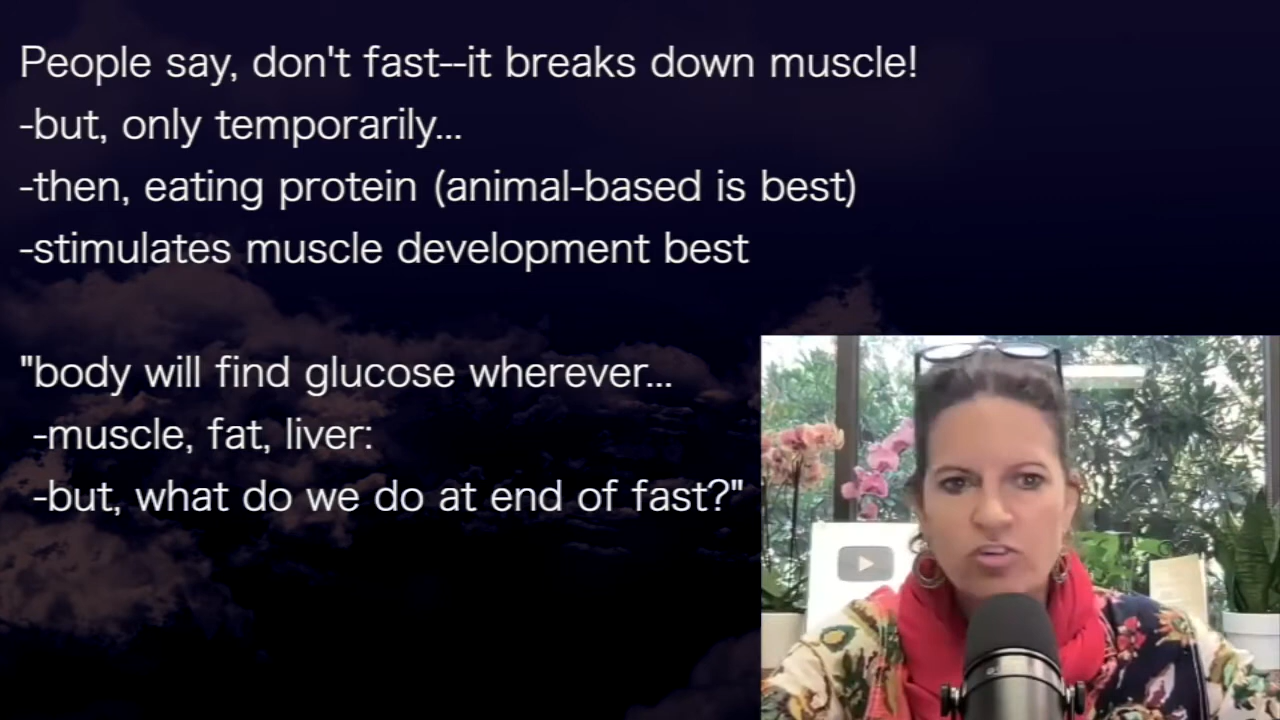 People say, don't fast--it breaks down muscle!
-but, only temporarily...
-then, eating protein (animal-based is best)
-stimulates muscle development best
"body will find glucose wherever...
-muscle, fat, liver:
-but, what do we do at end of fast?"